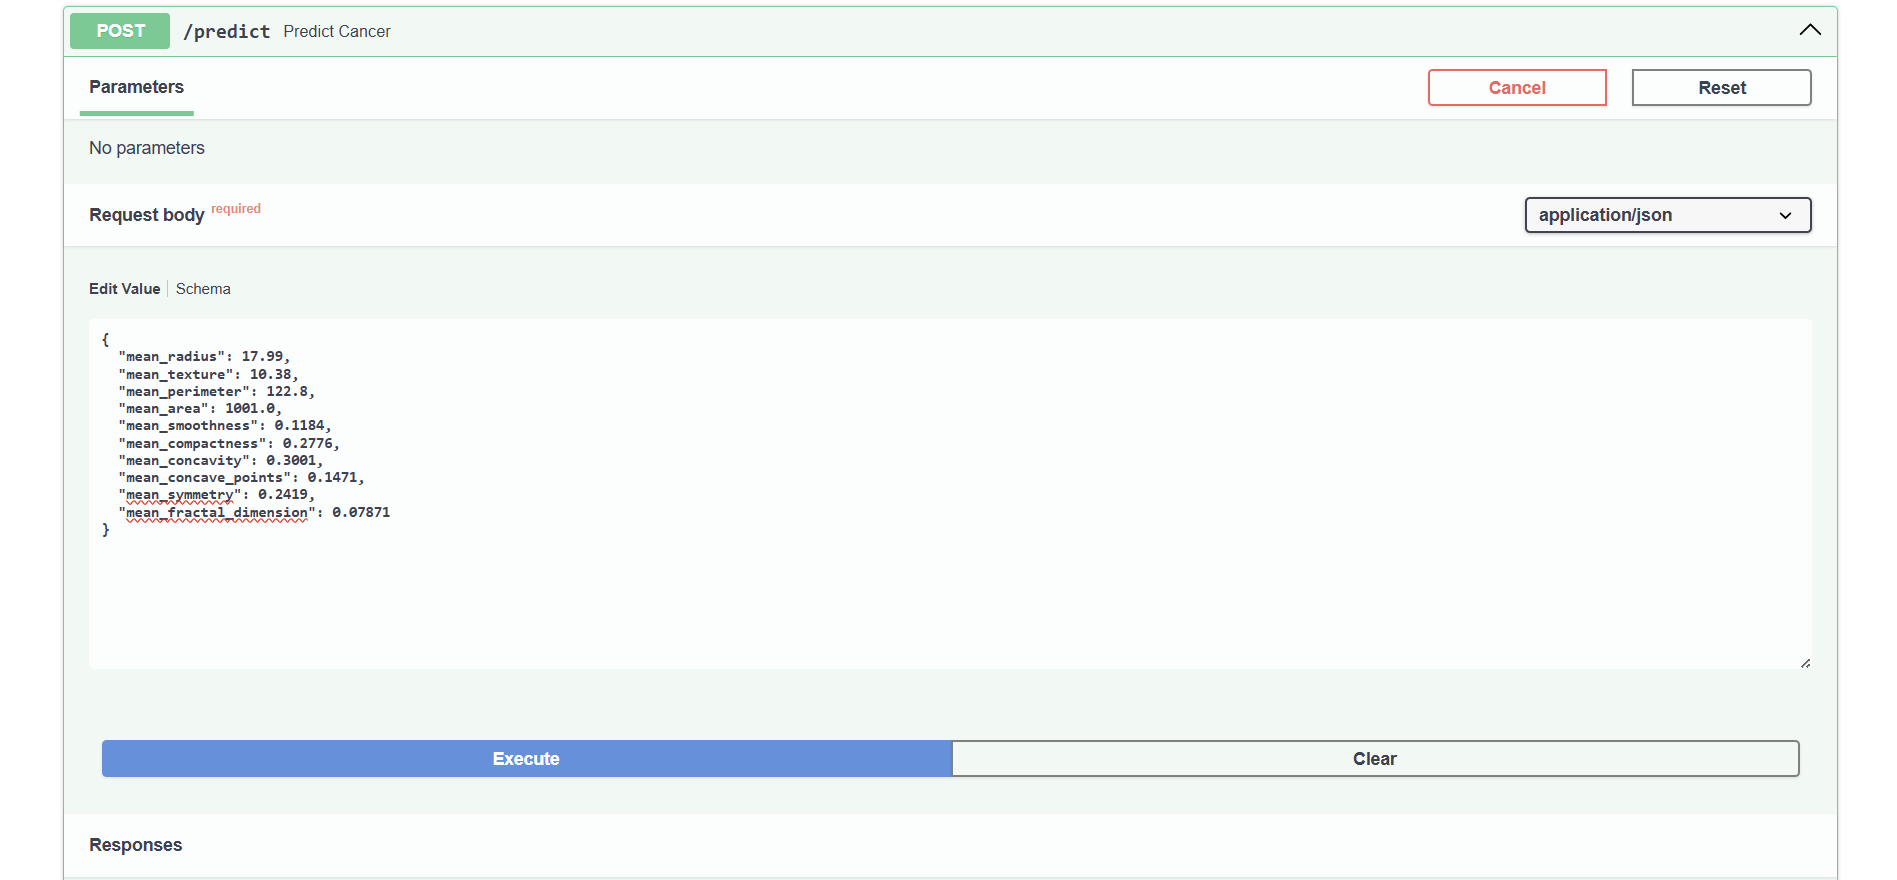 POST /predict Predict Cancer
Parameters
Cancel
Reset
No parameters
Request body required
application/json
Edit Value Schema
{
"mean_radius": 17.99,
"mean_texture": 10.38,
"mean_perimeter": 122.8,
"mean_area": 1001.0,
"mean_smoothness": 0.1184,
"mean_compactness": 0.2776,
"mean_concavity": 0.3001,
"mean_concave_points": 0.1471,
"mean_symmetry": 0.2419,
"mean_fractal_dimension": 0.07871
}
Execute
Clear
Responses